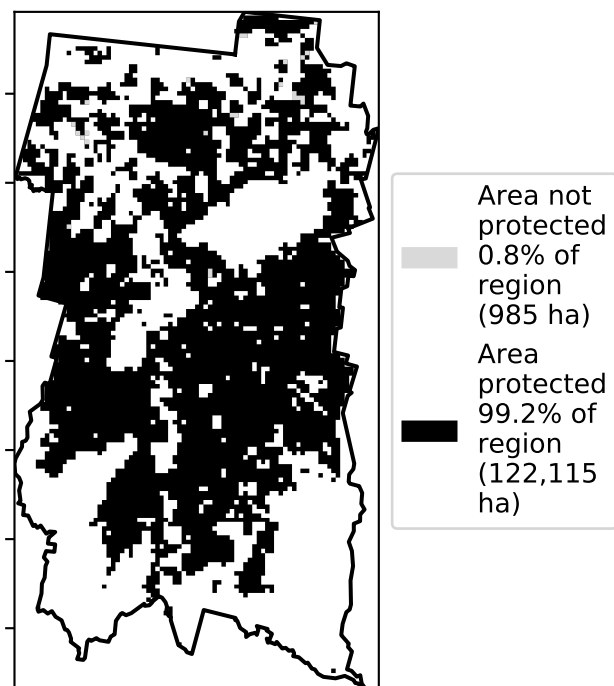 Area not
protected
0.8% of
region
(985 ha)
Area
protected
99.2% of
region
(122,115
ha)